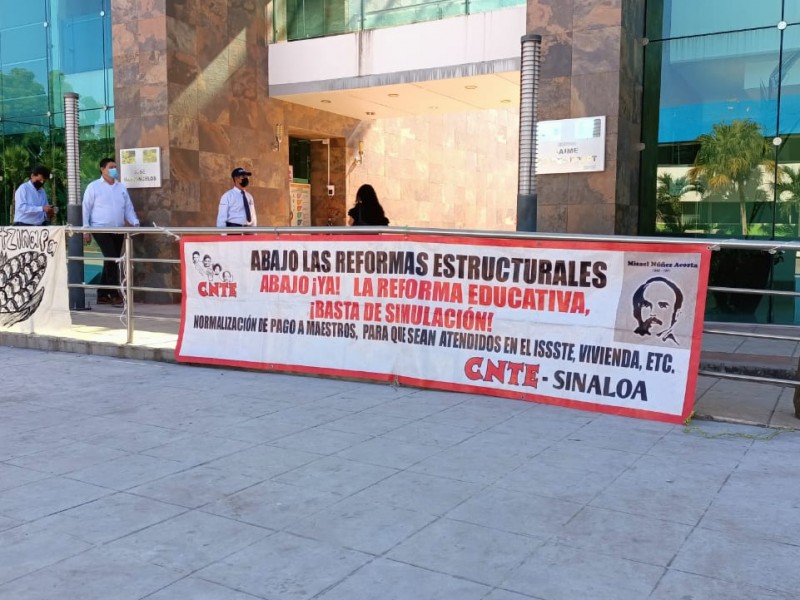 ABAJO LAS REFORMAS ESTRUCTURALES
ABAJO ¡YA! LA REFORMA EDUCATIVA,
¡BASTA DE SIMULACIÓN!
NORMALIZACIÓN DE PAGO A MAESTROS, PARA QUE SEAN ATENDIDOS EN EL ISSSTE, VIVIENDA, ETC.
CNTE - SINALOA
CNTE
Misael Núñez Acosta
AIME